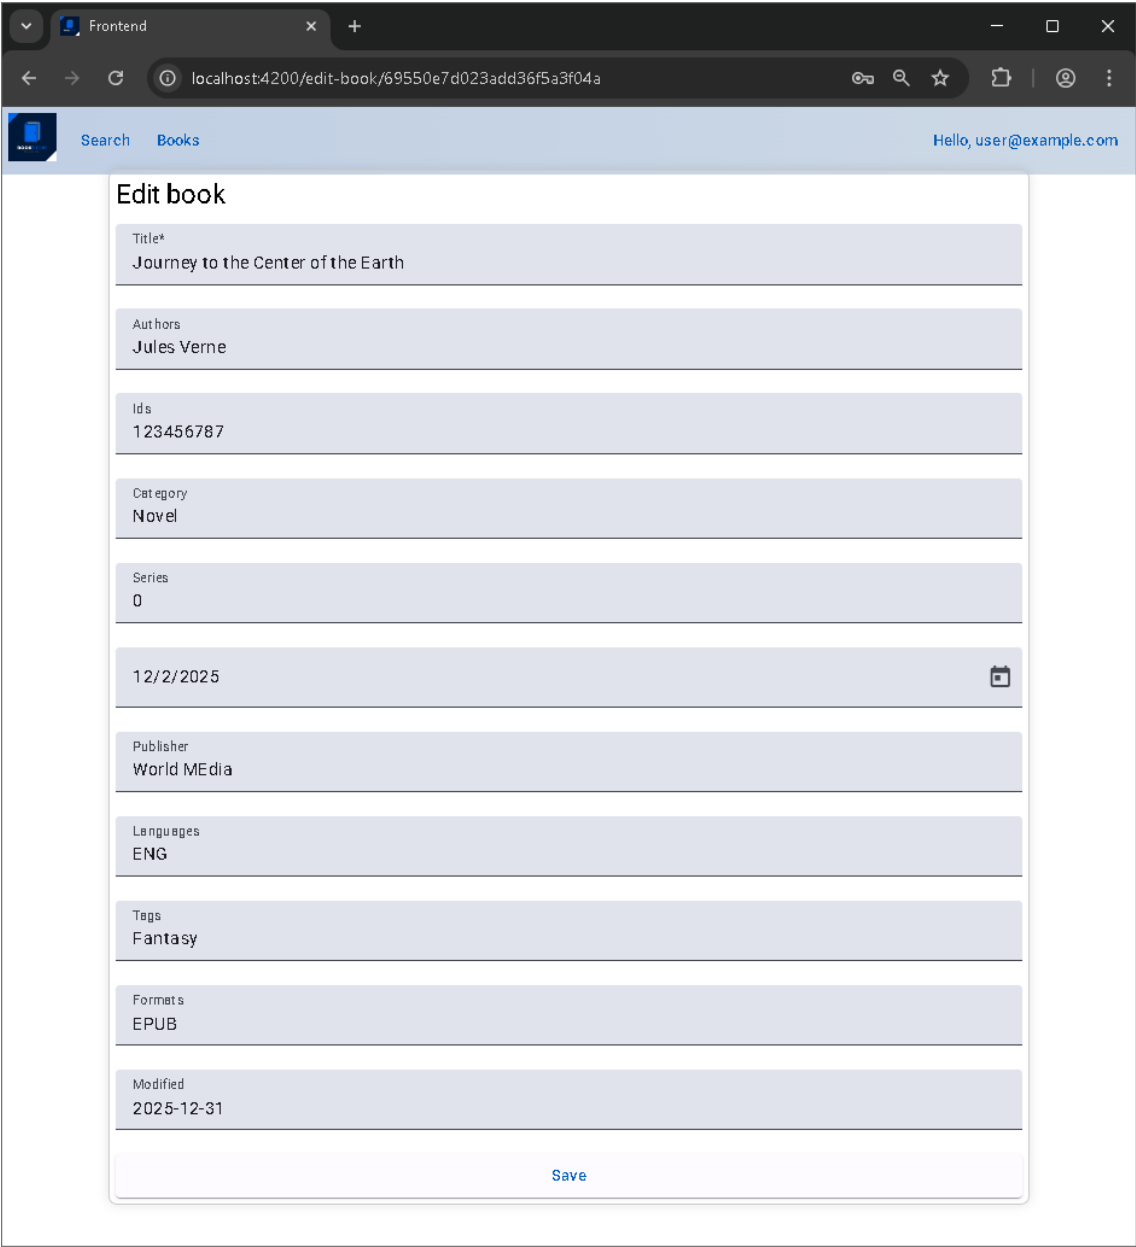 Frontend
localhost:4200/edit-book/69550e7d023add36f5a3f04a
Search Books Hello, user@example.com
Edit book
Title*
Journey to the Center of the Earth
Authors
Jules Verne
Ids
123456787
Category
Novel
Series
0
12/2/2025
Publisher
World MEdia
Languages
ENG
Tags
Fantasy
Formats
EPUB
Modified
2025-12-31
Save